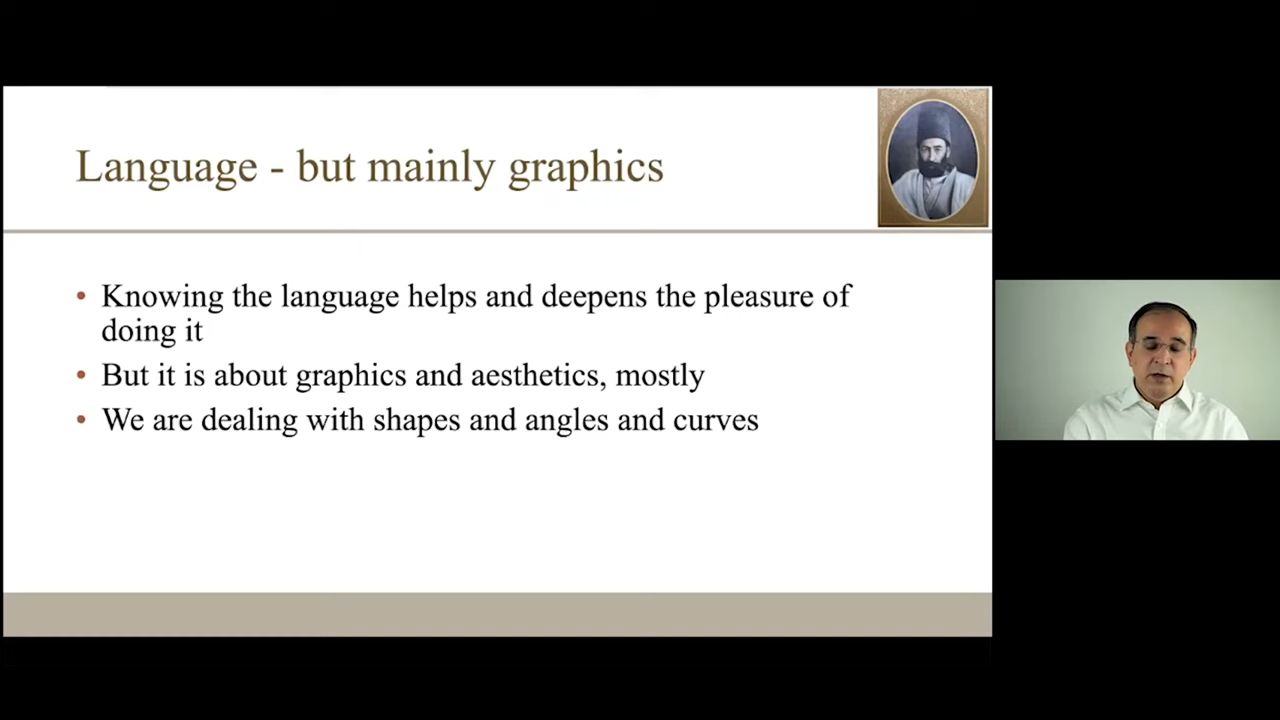 Language - but mainly graphics
• Knowing the language helps and deepens the pleasure of
doing it
• But it is about graphics and aesthetics, mostly
• We are dealing with shapes and angles and curves